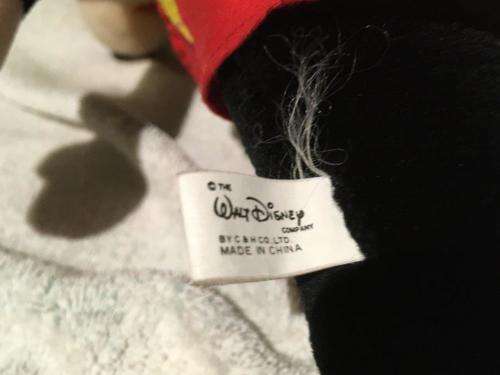 © THE
WALT DISNEY
COMPANY
BY C & H CO. LTD.
MADE IN CHINA